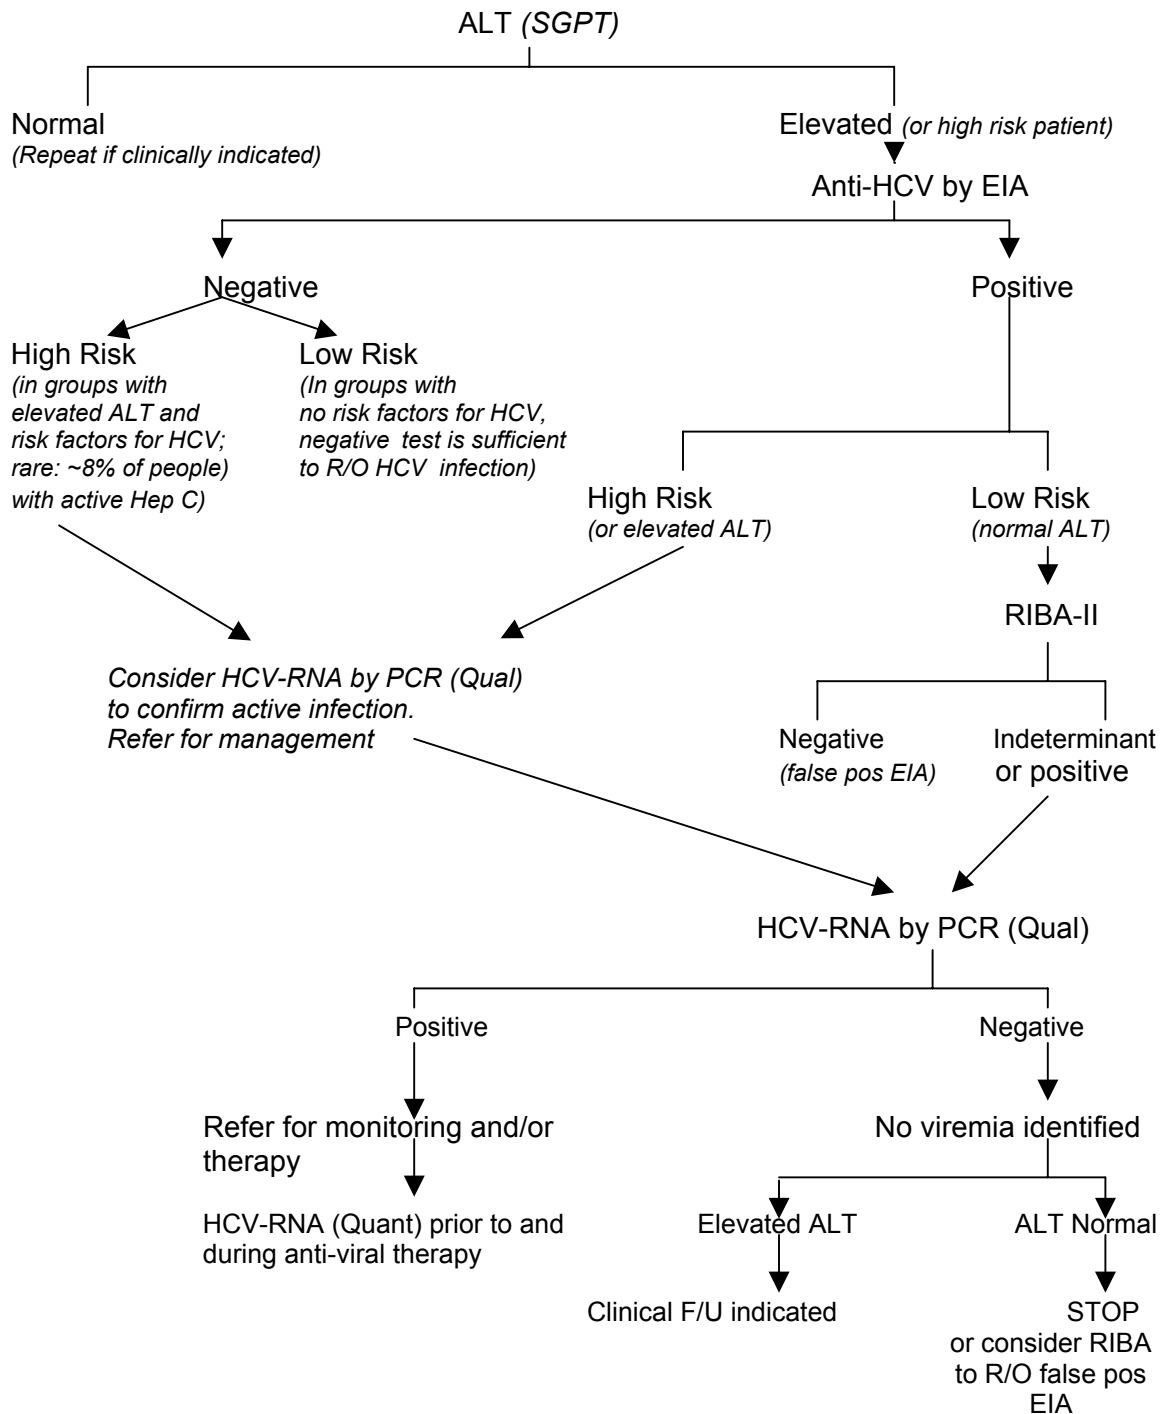 ALT (SGPT)
Normal
(Repeat if clinically indicated)
Elevated (or high risk patient)
Anti-HCV by EIA
Negative
Positive
High Risk
(in groups with
elevated ALT and
risk factors for HCV;
rare: ~8% of people)
with active Hep C)
Low Risk
(In groups with
no risk factors for HCV,
negative test is sufficient
to R/O HCV infection)
High Risk
(or elevated ALT)
Low Risk
(normal ALT)
RIBA-II
Consider HCV-RNA by PCR (Qual)
to confirm active infection.
Refer for management
Negative
(false pos EIA)
Indeterminant
or positive
HCV-RNA by PCR (Qual)
Positive
Negative
Refer for monitoring and/or
therapy
No viremia identified
HCV-RNA (Quant) prior to and
during anti-viral therapy
Elevated ALT
ALT Normal
Clinical F/U indicated
STOP
or consider RIBA
to R/O false pos
EIA